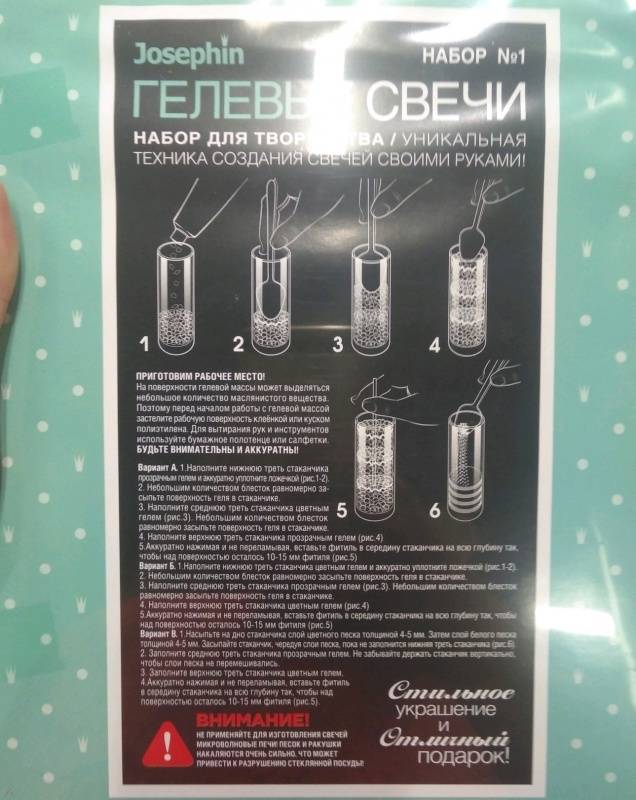 Josephin
НАБОР №1
ГЕЛЕВЫЕ СВЕЧИ
НАБОР ДЛЯ ТВОРЧЕСТВА / УНИКАЛЬНАЯ
ТЕХНИКА СОЗДАНИЯ СВЕЧЕЙ СВОИМИ РУКАМИ!
1
2
3
4
ПРИГОТОВИМ РАБОЧЕЕ МЕСТО!
На поверхности гелевой массы может выделяться
небольшое количество маслянистого вещества.
Поэтому перед началом работы с гелевой массой
застелите рабочую поверхность клеёнкой или куском
полиэтилена. Для вытирания рук и инструментов
используйте бумажное полотенце или салфетки.
БУДЬТЕ ВНИМАТЕЛЬНЫ И АККУРАТНЫ!
5
6
Вариант А. 1.Наполните нижнюю треть стаканчика
прозрачным гелем и аккуратно уплотните ложечкой (рис.1-2).
2. Небольшим количеством блесток равномерно за-
сыпьте поверхность геля в стаканчике.
3. Наполните среднюю треть стаканчика цветным
гелем (рис.3). Небольшим количеством блесток
равномерно засыпьте поверхность геля в стаканчике.
4. Наполните верхнюю треть стаканчика прозрачным гелем (рис.4)
5.Аккуратно нажимая и не переламывая, вставьте фитиль в середину стаканчика на всю глубину так,
чтобы над поверхностью осталось 10-15 мм фитиля (рис.5)
Вариант Б. 1.Наполните нижнюю треть стаканчика цветным гелем и аккуратно уплотните ложечкой (рис.1-2).
2. Небольшим количеством блесток равномерно засыпьте поверхность геля в стаканчике.
3. Наполните среднюю треть стаканчика прозрачным гелем (рис.3). Небольшим количеством блесток
равномерно засыпьте поверхность геля в стаканчике.
4. Наполните верхнюю треть стаканчика цветным гелем (рис.4)
5.Аккуратно нажимая и не переламывая, вставьте фитиль в середину стаканчика на всю глубину так, чтобы
над поверхностью осталось 10-15 мм фитиля (рис.5)
Вариант В. 1.Насыпьте на дно стаканчика слой цветного песка толщиной 4-5 мм. Затем слой белого песка
толщиной 4-5 мм. Засыпайте стаканчик, чередуя слои песка, пока не заполнится нижняя треть стаканчика (рис.6).
2. Заполните среднюю треть стаканчика прозрачным гелем. Не забывайте держать стаканчик вертикально,
чтобы слои песка не перемешивались.
3. Заполните верхнюю треть стаканчика цветным гелем.
4.Аккуратно нажимая и не переламывая, вставьте фитиль
в середину стаканчика на всю глубину так, чтобы над
поверхностью осталось 10-15 мм фитиля (рис.5).
ВНИМАНИЕ!
НЕ ПРИМЕНЯЙТЕ ДЛЯ ИЗГОТОВЛЕНИЯ СВЕЧЕЙ
МИКРОВОЛНОВЫЕ ПЕЧИ! ПЕСОК И РАКУШКИ
НАКАЛЯЮТСЯ ОЧЕНЬ СИЛЬНО, ЧТО МОЖЕТ
ПРИВЕСТИ К РАЗРУШЕНИЮ СТЕКЛЯННОЙ ПОСУДЫ!
Стильное
украшение
и
Отличный
подарок!